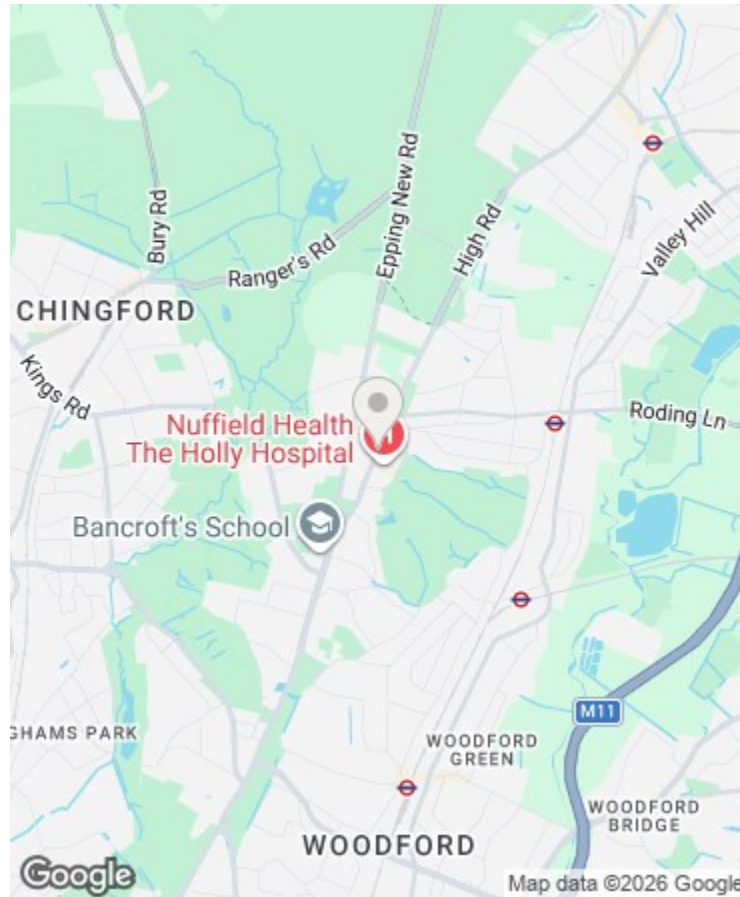 Bury Rd
Epping New Rd
High Rd
Valley Hill
Ranger's Rd
CHINGFORD
Kings Rd
Nuffield Health
The Holly Hospital
Roding Ln
Bancroft's School
M11
GHAMS PARK
WOODFORD
GREEN
WOODFORD
BRIDGE
WOODFORD
Google
Map data ©2026 Google